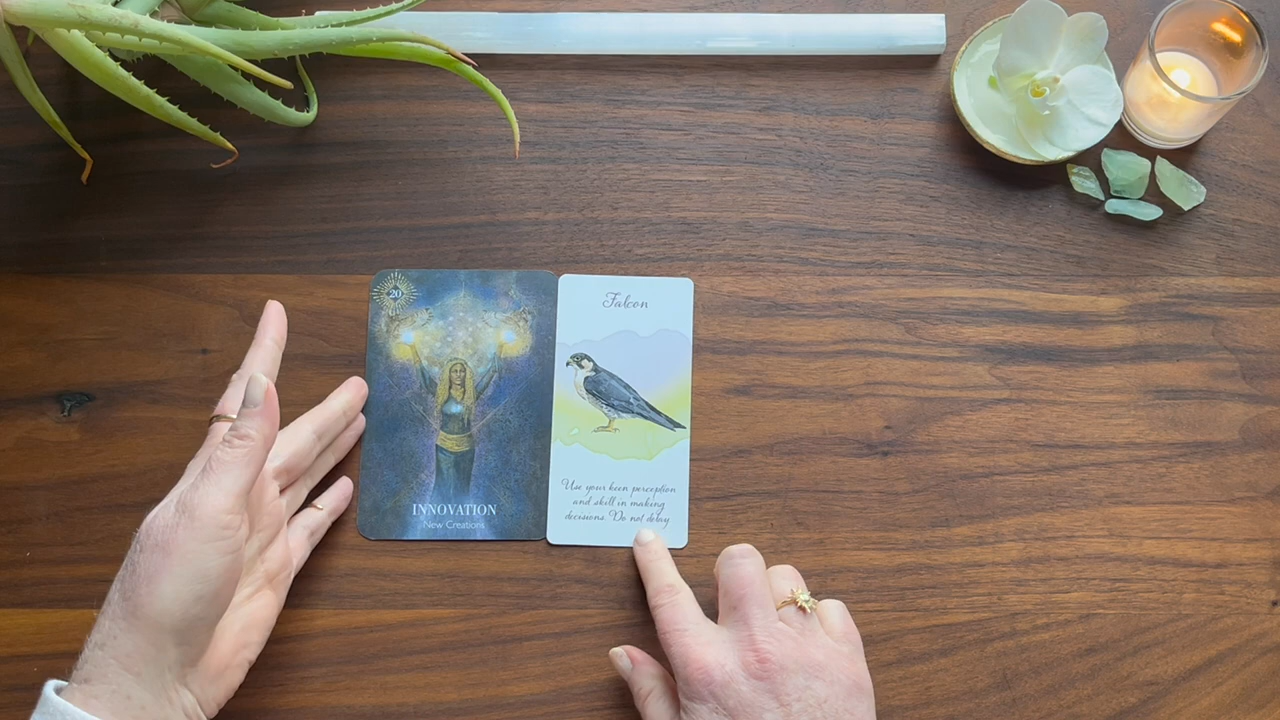 20
INNOVATION
New Creations
Falcon
Use your keen perception
and skill in making
decisions. Do not delay